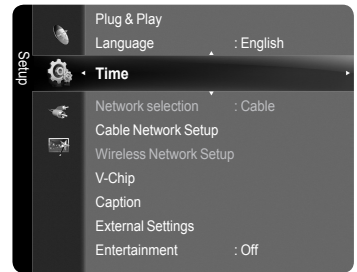 Setup
Plug & Play
Language : English
Time
Network selection : Cable
Cable Network Setup
Wireless Network Setup
V-Chip
Caption
External Settings
Entertainment : Off